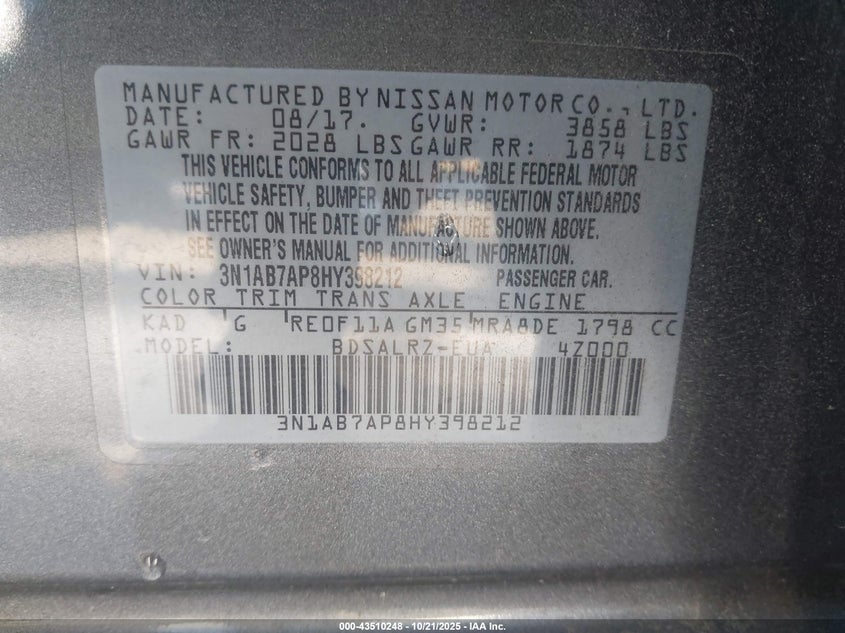 MANUFACTURED BY NISSAN MOTOR CO., LTD.
DATE: 08/17. GVWR: 3858 LBS
GAWR FR: 2028 LBS GAWR RR: 1874 LBS
THIS VEHICLE CONFORMS TO ALL APPLICABLE FEDERAL MOTOR
VEHICLE SAFETY, BUMPER AND THEFT PREVENTION STANDARDS
IN EFFECT ON THE DATE OF MANUFACTURE SHOWN ABOVE.
SEE OWNER'S MANUAL FOR ADDITIONAL INFORMATION.
VIN: 3N1AB7AP8HY398212 PASSENGER CAR.
COLOR TRIM TRANS AXLE ENGINE
KAD G RE0F11A GM35 MRA8DE 1798 CC
MODEL: BDSALRZ-EUA 4Z000
3N1AB7AP8HY398212
000-43510248 - 10/21/2025 - IAA Inc.